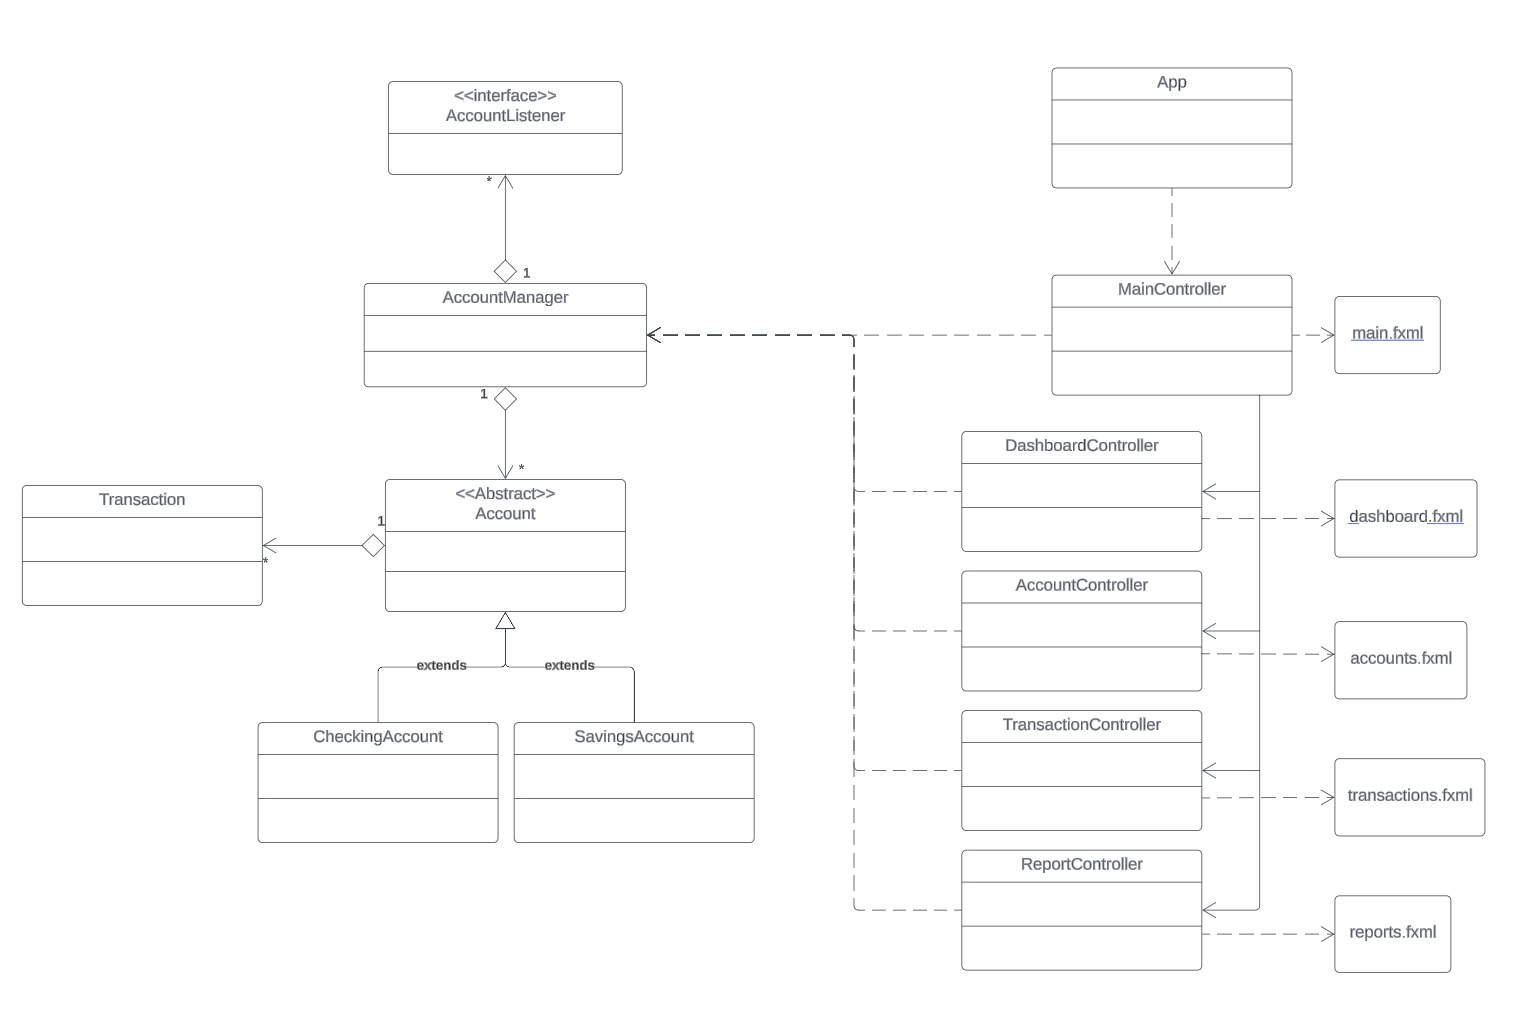 <<interface>>
AccountListener
*
1
AccountManager
1
*
<<Abstract>>
Account
1
*
Transaction
extends
extends
CheckingAccount
SavingsAccount
App
MainController
main.fxml
DashboardController
dashboard.fxml
AccountController
accounts.fxml
TransactionController
transactions.fxml
ReportController
reports.fxml